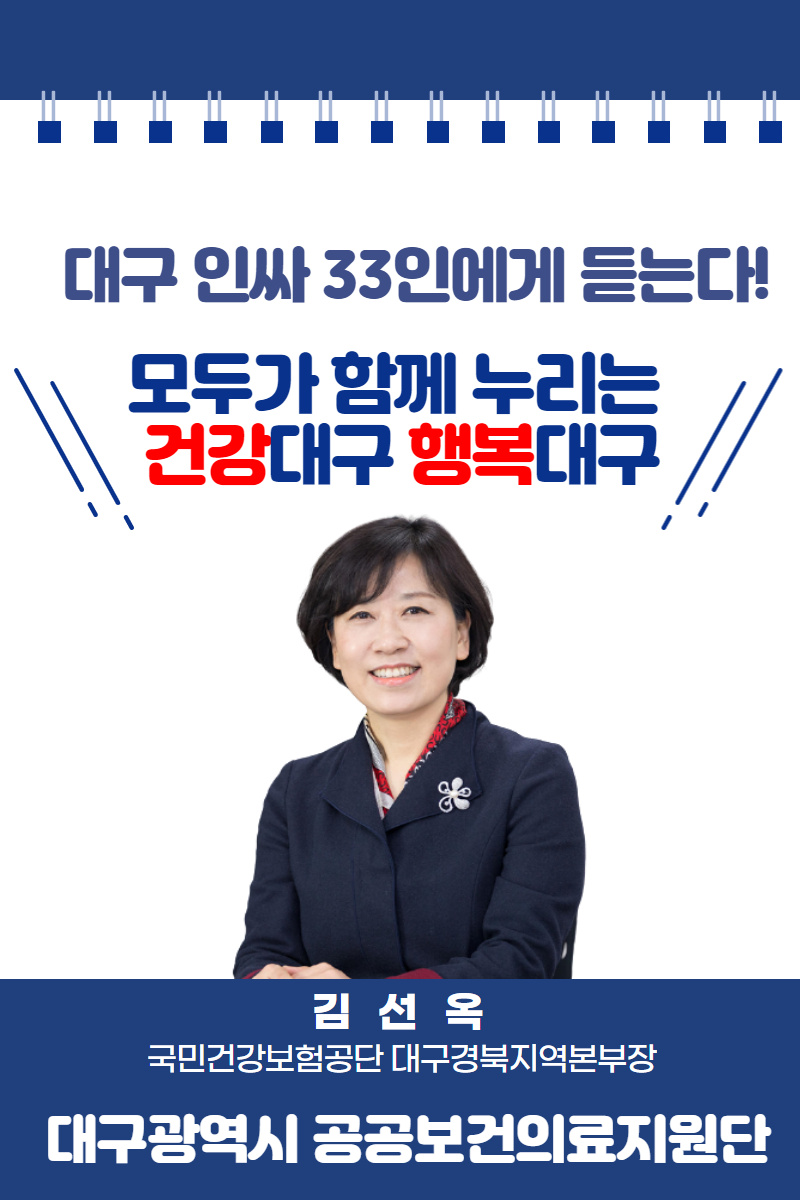 대구 인싸 33인에게 듣는다!
모두가 함께 누리는
건강대구 행복대구
김 선 옥
국민건강보험공단 대구경북지역본부장
대구광역시 공공보건의료지원단